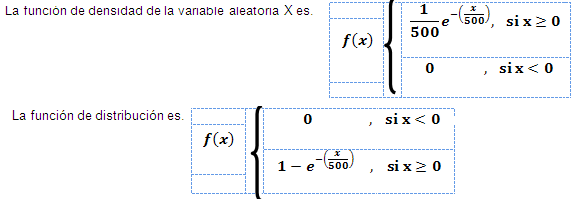 La función de densidad de la variable aleatoria X es.
f(x) { 1/500 e^-(x/500), si x ≥ 0
0 , si x < 0
La función de distribución es.
f(x) { 0 , si x < 0
1 − e^-(x/500) , si x ≥ 0